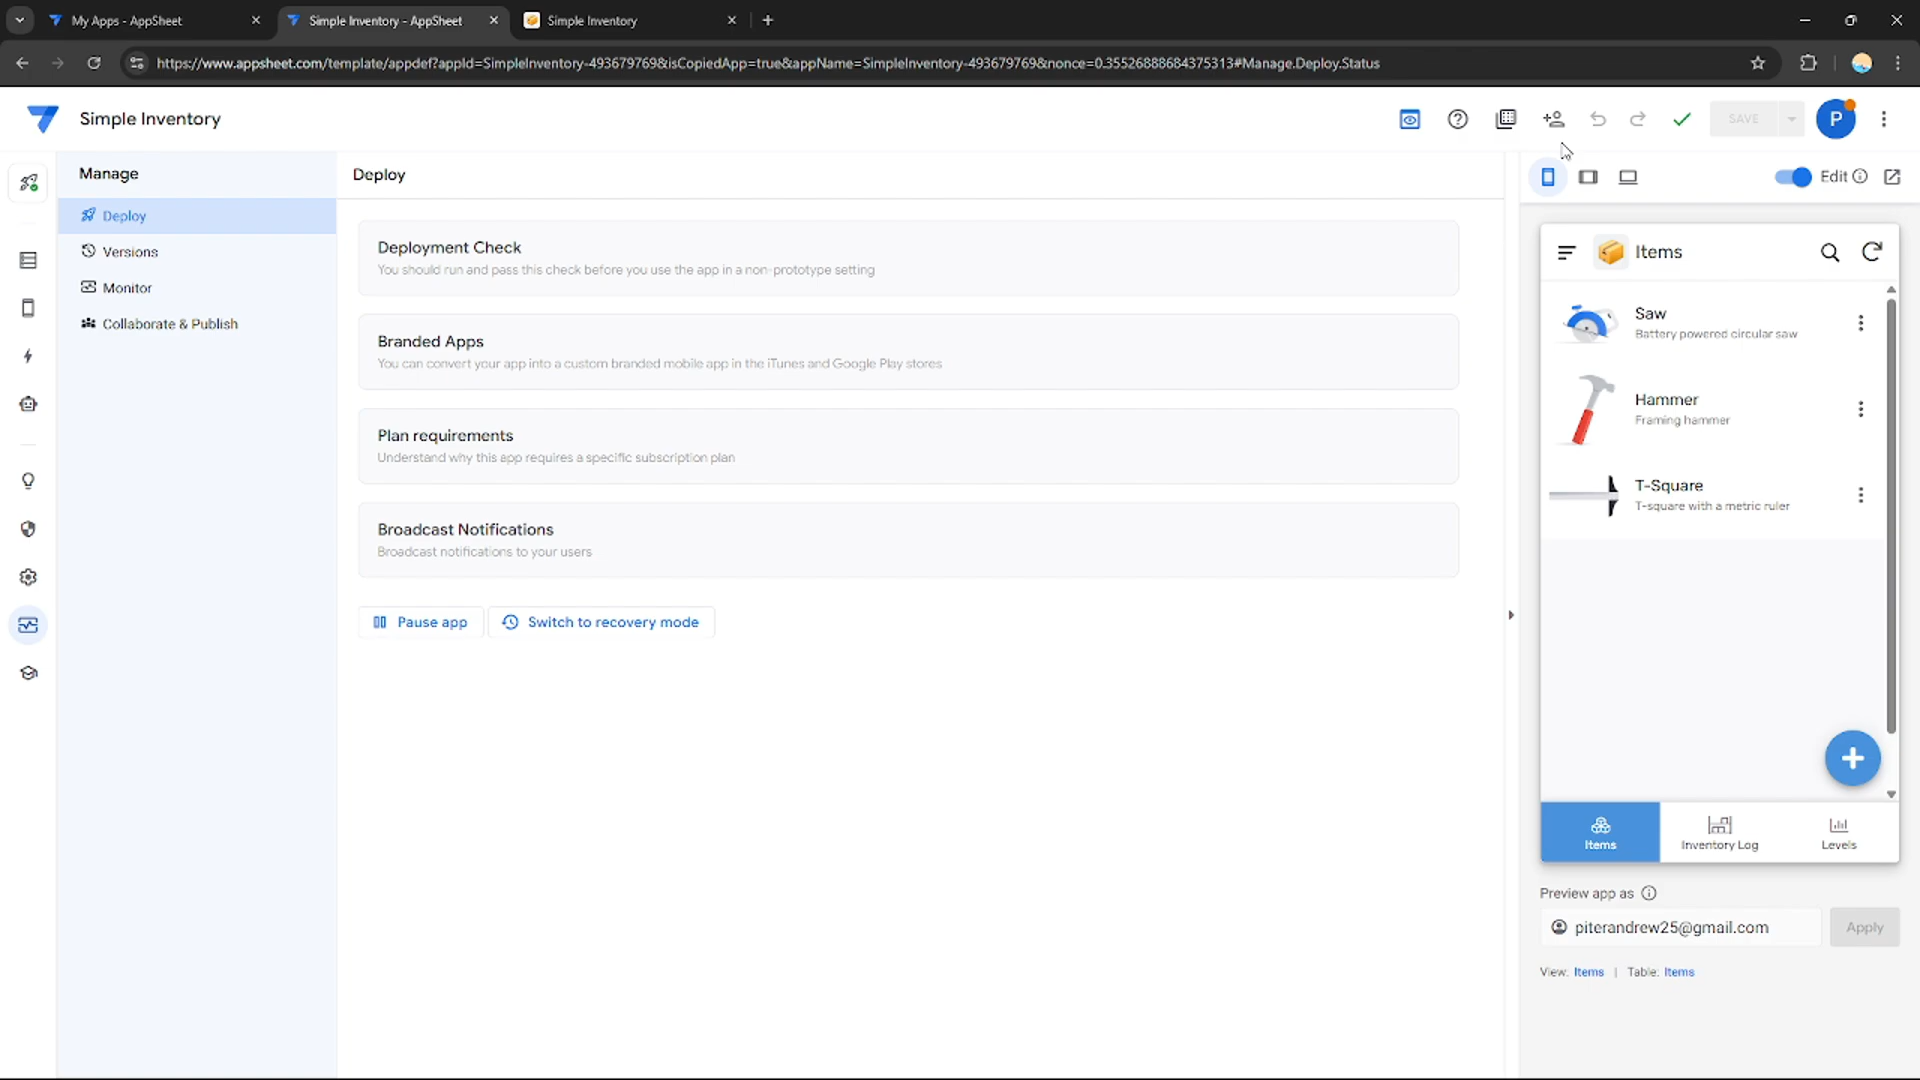 My Apps - AppSheet
Simple Inventory - AppSheet
Simple Inventory
https://www.appsheet.com/template/appdef?appId=SimpleInventory-493679769&isCopiedApp=true&appName=SimpleInventory-493679769&nonce=0.35526888684375313#Manage.Deploy.Status
Simple Inventory
SAVE
P
Manage
Deploy
Versions
Monitor
Collaborate & Publish
Deploy
Deployment Check
You should run and pass this check before you use the app in a non-prototype setting
Branded Apps
You can convert your app into a custom branded mobile app in the iTunes and Google Play stores
Plan requirements
Understand why this app requires a specific subscription plan
Broadcast Notifications
Broadcast notifications to your users
Pause app
Switch to recovery mode
Edit
Items
Saw
Battery powered circular saw
Hammer
Framing hammer
T-Square
T-square with a metric ruler
Items
Inventory Log
Levels
Preview app as
piterandrew25@gmail.com
Apply
View: Items | Table: Items